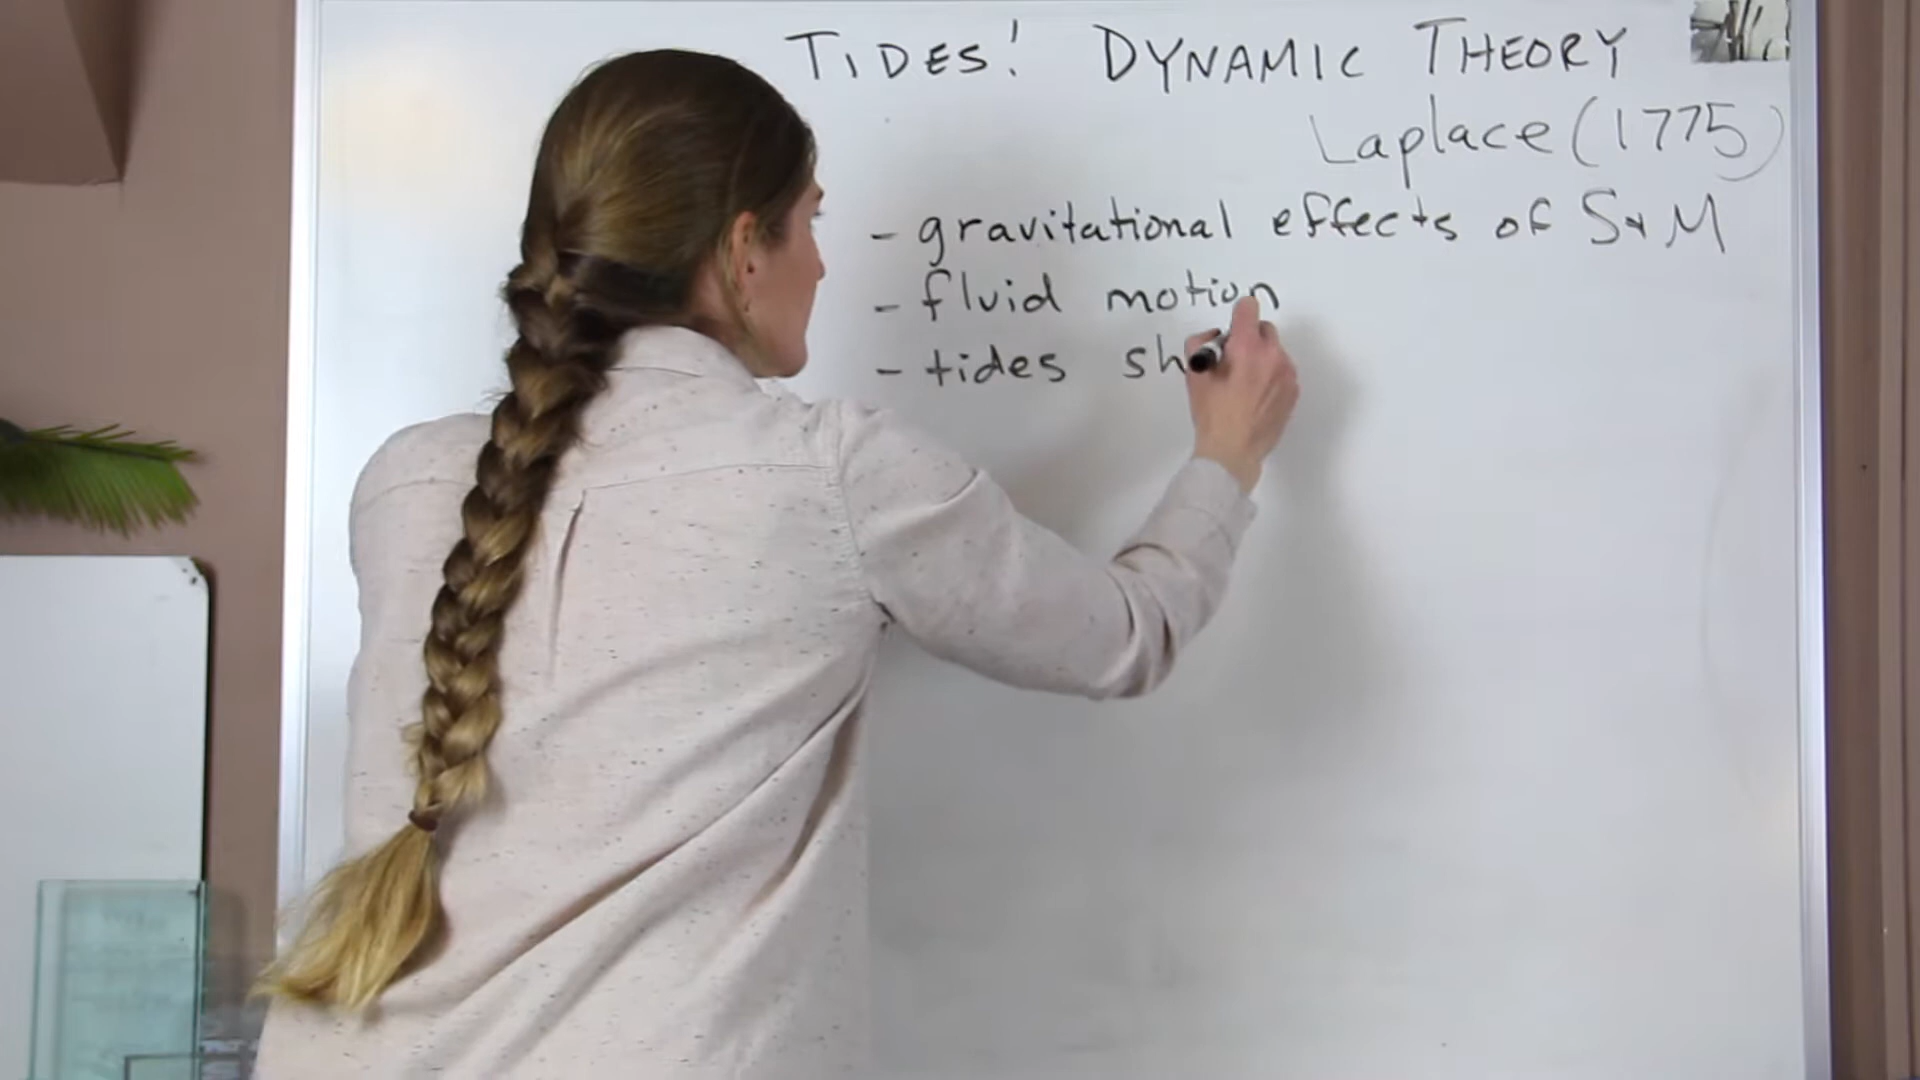 TIDES! DYNAMIC THEORY
Laplace (1775)
- gravitational effects of S & M
- fluid motion
- tides sh